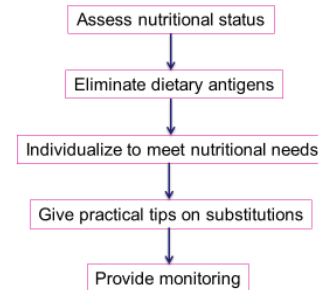 Assess nutritional status
Eliminate dietary antigens
Individualize to meet nutritional needs
Give practical tips on substitutions
Provide monitoring